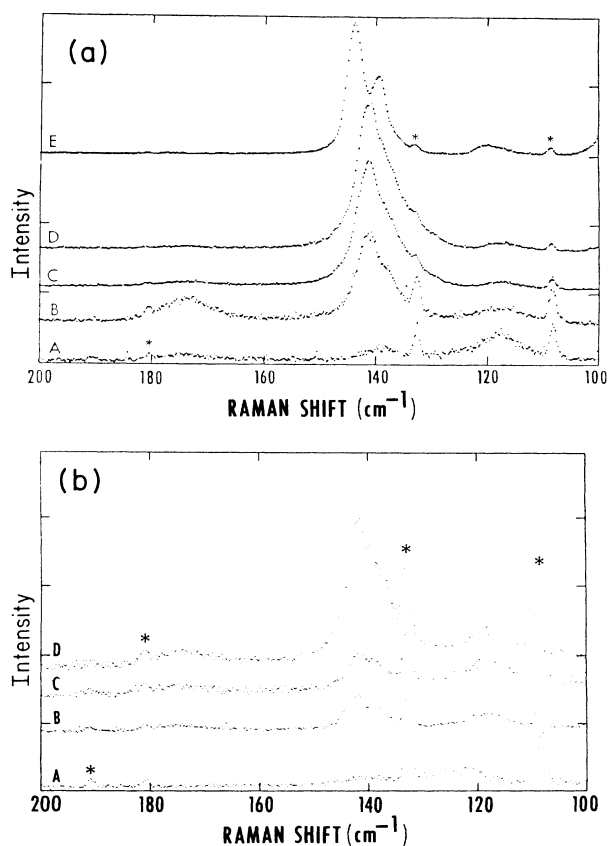 (a)
E
*
*
D
C
B
A
*
Intensity
200 180 160 140 120 100
RAMAN SHIFT (cm⁻¹)
(b)
*
*
*
D
C
B
A
*
Intensity
200 180 160 140 120 100
RAMAN SHIFT (cm⁻¹)